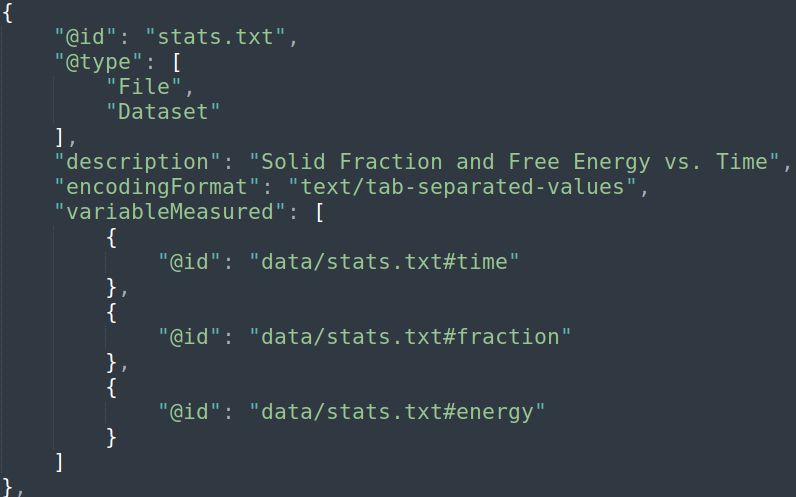 {
    "@id": "stats.txt",
    "@type": [
        "File",
        "Dataset"
    ],
    "description": "Solid Fraction and Free Energy vs. Time",
    "encodingFormat": "text/tab-separated-values",
    "variableMeasured": [
        {
            "@id": "data/stats.txt#time"
        },
        {
            "@id": "data/stats.txt#fraction"
        },
        {
            "@id": "data/stats.txt#energy"
        }
    ]
},